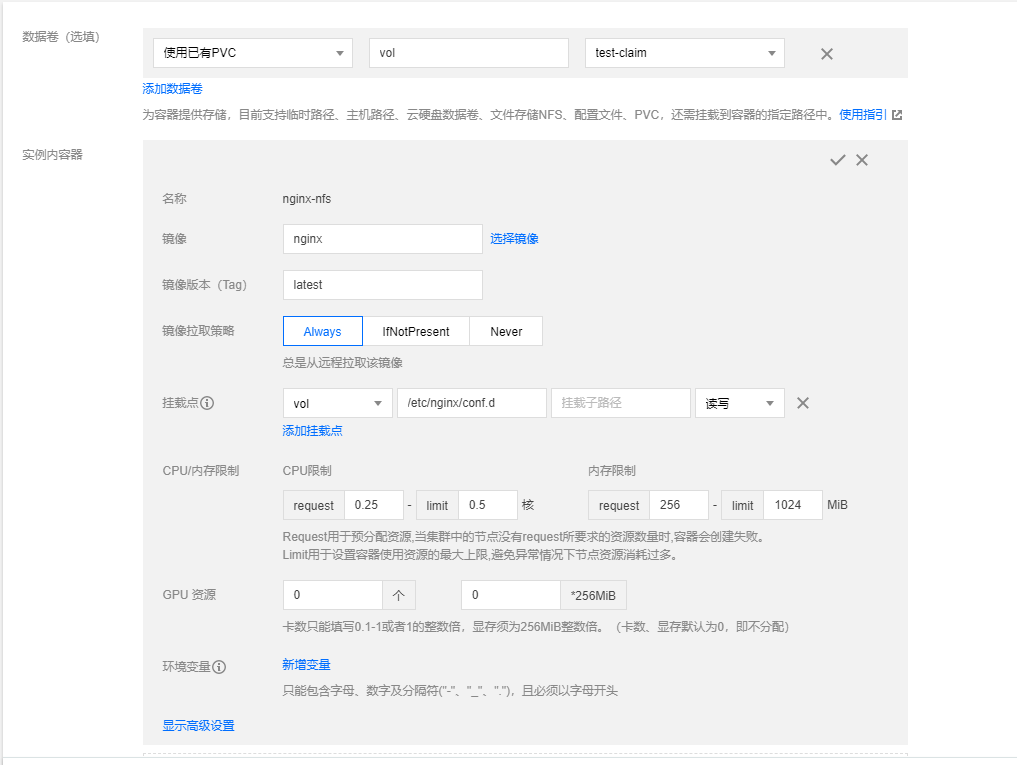 数据卷（选填）
使用已有PVC vol test-claim
添加数据卷
为容器提供存储，目前支持临时路径、主机路径、云硬盘数据卷、文件存储NFS、配置文件、PVC，还需挂载到容器的指定路径中。使用指引
实例内容器
名称 nginx-nfs
镜像 nginx 选择镜像
镜像版本（Tag） latest
镜像拉取策略 Always IfNotPresent Never
总是从远程拉取该镜像
挂载点 vol /etc/nginx/conf.d 挂载子路径 读写
添加挂载点
CPU/内存限制 CPU限制 内存限制
request 0.25 - limit 0.5 核 request 256 - limit 1024 MiB
Request用于预分配资源,当集群中的节点没有request所要求的资源数量时,容器会创建失败。
Limit用于设置容器使用资源的最大上限,避免异常情况下节点资源消耗过多。
GPU 资源 0 个 0 *256MiB
卡数只能填写0.1-1或者1的整数倍，显存须为256MiB整数倍。（卡数、显存默认为0，即不分配）
环境变量 新增变量
只能包含字母、数字及分隔符("-"、"_"、".")，且必须以字母开头
显示高级设置